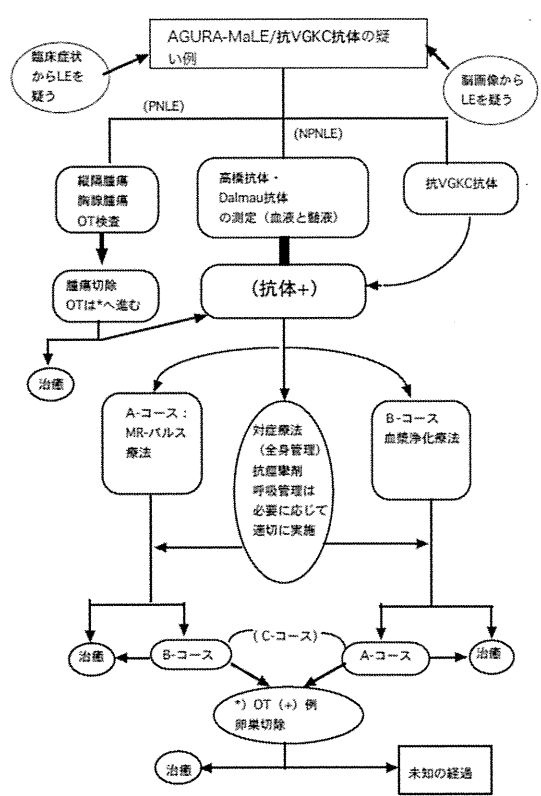 AGURA-MaLE/抗VGKC抗体の疑
い例
臨床症状
からLEを
疑う
脳画像から
LEを疑う
(PNLE)
(NPNLE)
縦隔腫瘍
胸腺腫瘍
OT検査
高橋抗体・
Dalmau抗体
の測定（血液と髄液）
抗VGKC抗体
腫瘍切除
OTは*へ進む
（抗体+）
治癒
A-コース：
MR-パルス
療法
対症療法
（全身管理）
抗痙攣剤
呼吸管理は
必要に応じて
適切に実施
B-コース
血漿浄化療法
治癒
B-コース
(C-コース)
A-コース
治癒
*）OT（+）例
卵巣切除
治癒
未知の経過